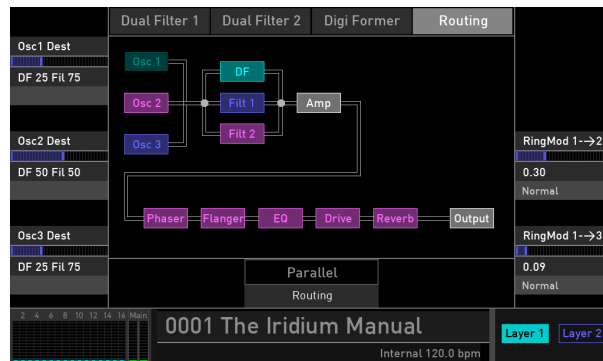 Dual Filter 1 Dual Filter 2 Digi Former Routing
Osc1 Dest
DF 25 Fil 75
Osc 1
DF
Osc 2
Filt 1
Amp
Filt 2
Osc 3
Osc2 Dest
DF 50 Fil 50
RingMod 1-->2
0.30
Normal
Phaser Flanger EQ Drive Reverb Output
Osc3 Dest
DF 25 Fil 75
RingMod 1-->3
0.09
Normal
Parallel
Routing
2 4 6 8 10 12 14 16 Main
0001 The Iridium Manual
Internal 120.0 bpm
Layer 1 Layer 2